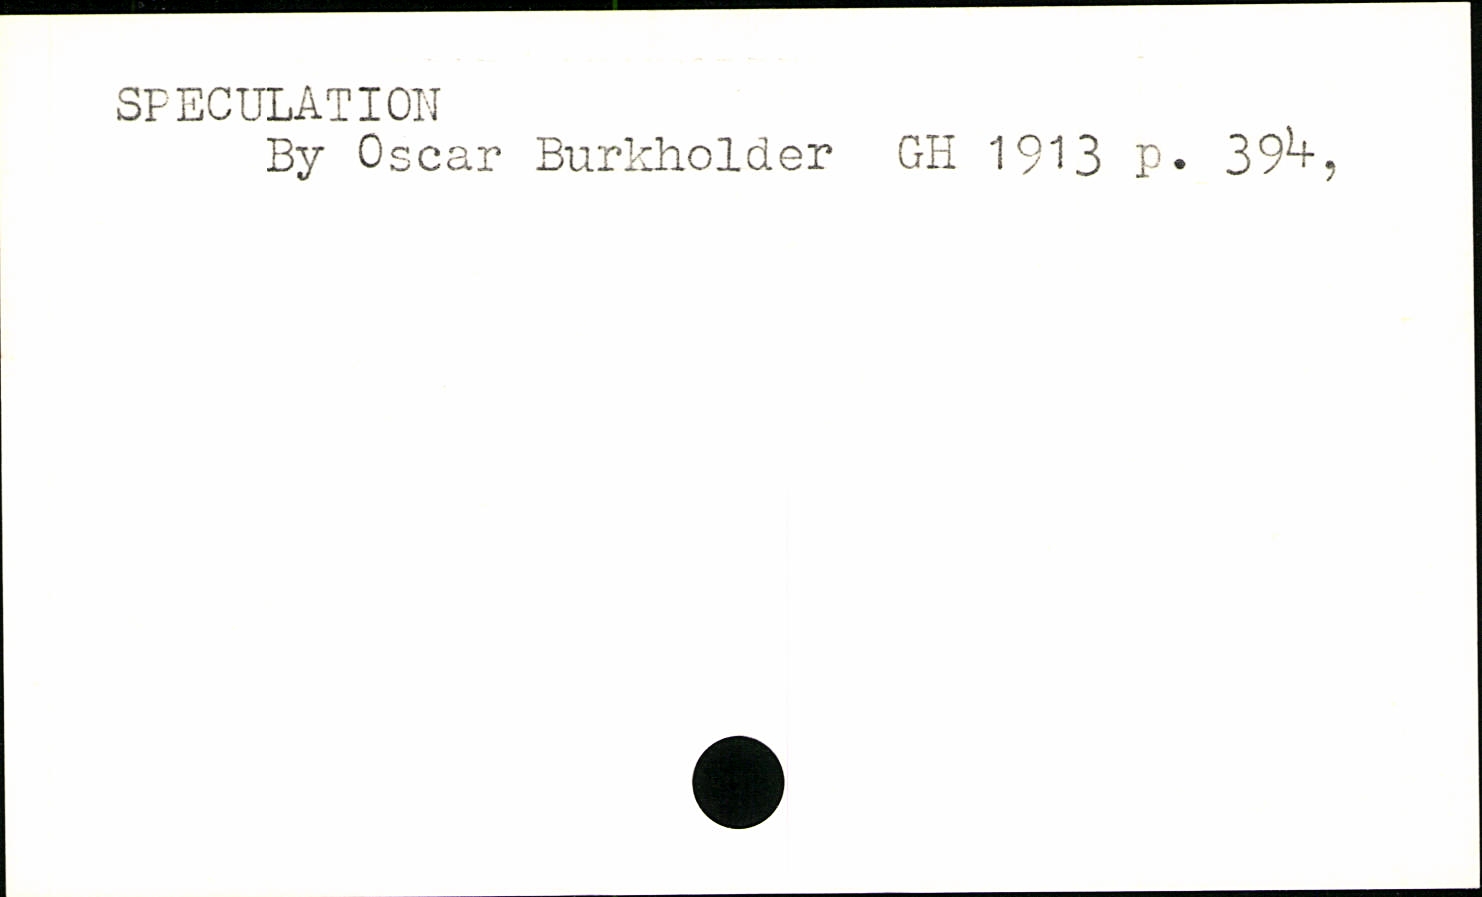 SPECULATION
By Oscar Burkholder GH 1913 p. 394,